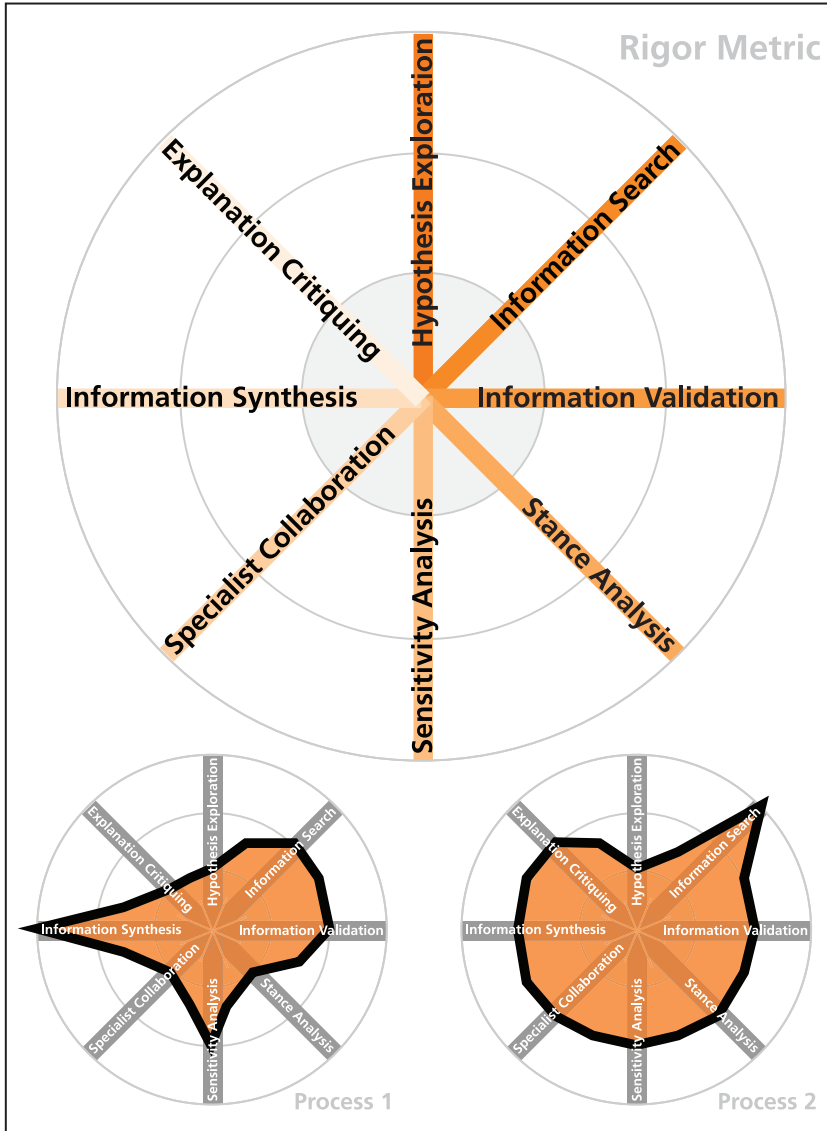 Rigor Metric
Hypothesis Exploration
Information Search
Information Validation
Stance Analysis
Sensitivity Analysis
Specialist Collaboration
Information Synthesis
Explanation Critiquing
Hypothesis Exploration
Information Search
Information Validation
Stance Analysis
Sensitivity Analysis
Specialist Collaboration
Information Synthesis
Explanation Critiquing
Process 1
Hypothesis Exploration
Information Search
Information Validation
Stance Analysis
Sensitivity Analysis
Specialist Collaboration
Information Synthesis
Explanation Critiquing
Process 2